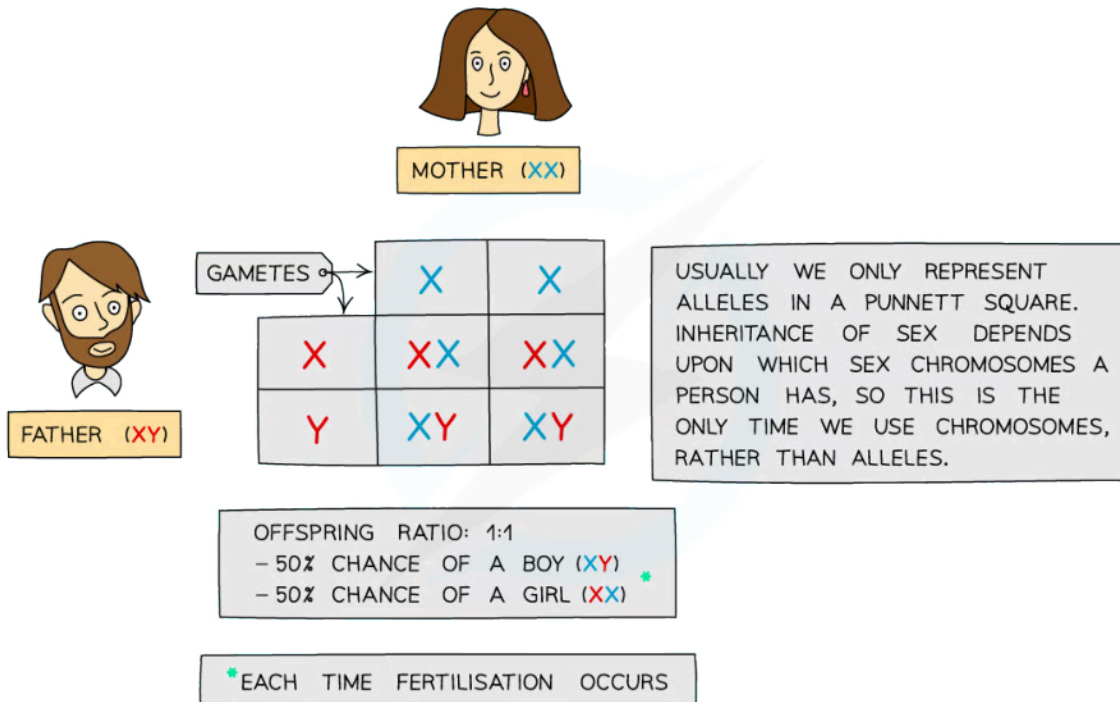 MOTHER (XX)
GAMETES
X X
X XX XX
Y XY XY
FATHER (XY)
USUALLY WE ONLY REPRESENT
ALLELES IN A PUNNETT SQUARE.
INHERITANCE OF SEX DEPENDS
UPON WHICH SEX CHROMOSOMES A
PERSON HAS, SO THIS IS THE
ONLY TIME WE USE CHROMOSOMES,
RATHER THAN ALLELES.
OFFSPRING RATIO: 1:1
– 50% CHANCE OF A BOY (XY)
– 50% CHANCE OF A GIRL (XX) *
*EACH TIME FERTILISATION OCCURS